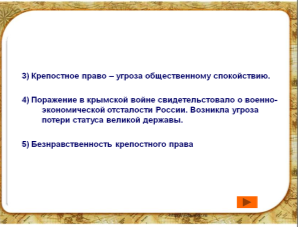 3) Крепостное право – угроза общественному спокойствию.
4) Поражение в крымской войне свидетельствовало о военно-
экономической отсталости России. Возникла угроза
потери статуса великой державы.
5) Безнравственность крепостного права